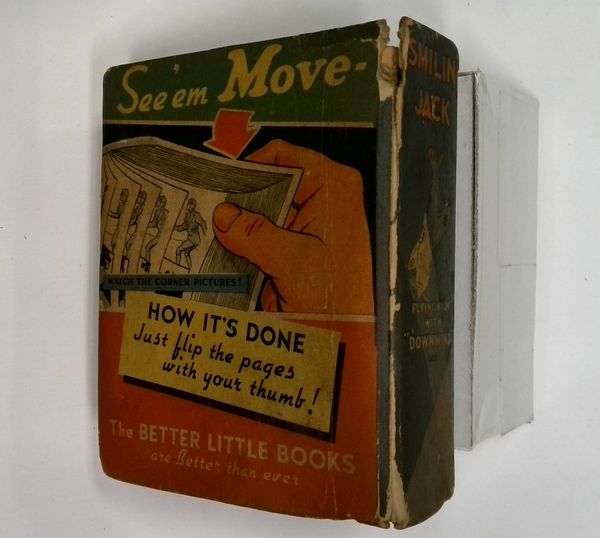 See 'em Move-
WATCH THE CORNER PICTURES!
HOW IT'S DONE
Just flip the pages
with your thumb!
The BETTER LITTLE BOOKS
are Better than ever
SMILIN'
JACK
FLYING HIGH
WITH
"DOWNWIND"